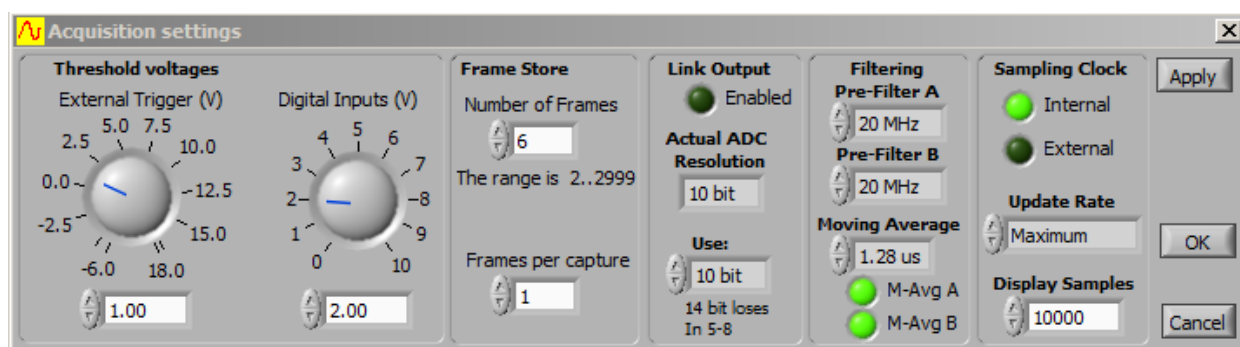 Acquisition settings
Threshold voltages
External Trigger (V)
5.0 7.5
2.5 10.0
0.0 12.5
-2.5 15.0
-6.0 18.0
1.00
Digital Inputs (V)
5
4 6
3 7
2 8
1 9
0 10
2.00
Frame Store
Number of Frames
6
The range is 2..2999
Frames per capture
1
Link Output
Enabled
Actual ADC
Resolution
10 bit
Use:
10 bit
14 bit loses
In 5-8
Filtering
Pre-Filter A
20 MHz
Pre-Filter B
20 MHz
Moving Average
1.28 us
M-Avg A
M-Avg B
Sampling Clock
Internal
External
Update Rate
Maximum
Display Samples
10000
Apply
OK
Cancel